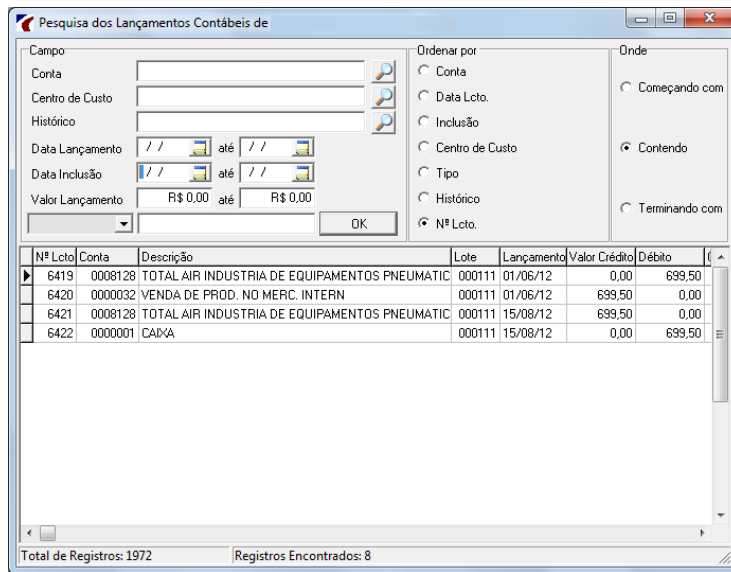 Pesquisa dos Lançamentos Contábeis de
Campo
Conta
Centro de Custo
Histórico
Data Lançamento / / até / /
Data Inclusão / / até / /
Valor Lançamento R$ 0,00 até R$ 0,00
OK
Ordenar por
Conta
Data Lcto.
Inclusão
Centro de Custo
Tipo
Histórico
Nº Lcto.
Onde
Começando com
Contendo
Terminando com
Nº Lcto Conta Descrição Lote Lançamento Valor Crédito Débito
6419 0008128 TOTAL AIR INDUSTRIA DE EQUIPAMENTOS PNEUMATIC 000111 01/06/12 0,00 699,50
6420 0000032 VENDA DE PROD. NO MERC. INTERN 000111 01/06/12 699,50 0,00
6421 0008128 TOTAL AIR INDUSTRIA DE EQUIPAMENTOS PNEUMATIC 000111 15/08/12 699,50 0,00
6422 0000001 CAIXA 000111 15/08/12 0,00 699,50
Total de Registros: 1972 Registros Encontrados: 8